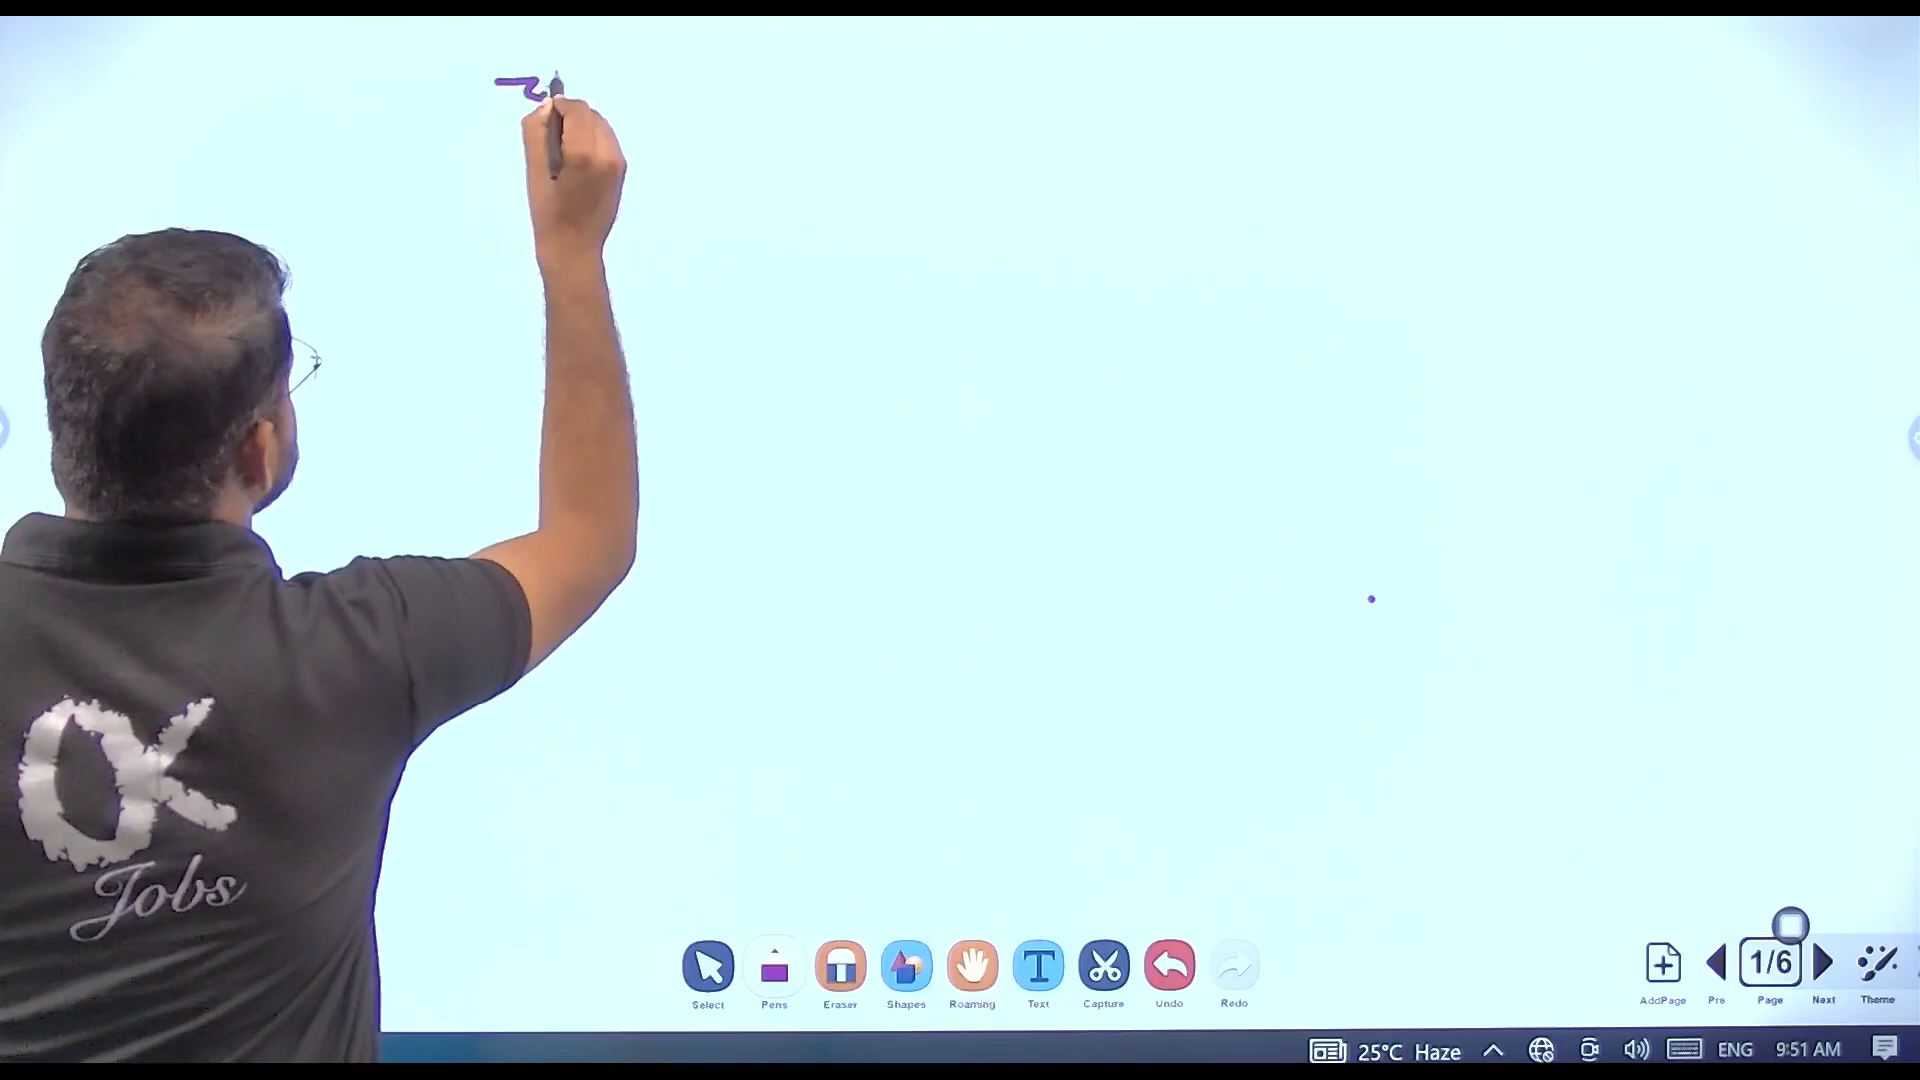 OK
Jobs
Select
Pens
Eraser
Shapes
Roaming
Text
Capture
Undo
Redo
AddPage
Pre
1/6
Page
Next
Theme
25°C Haze
ENG
9:51 AM